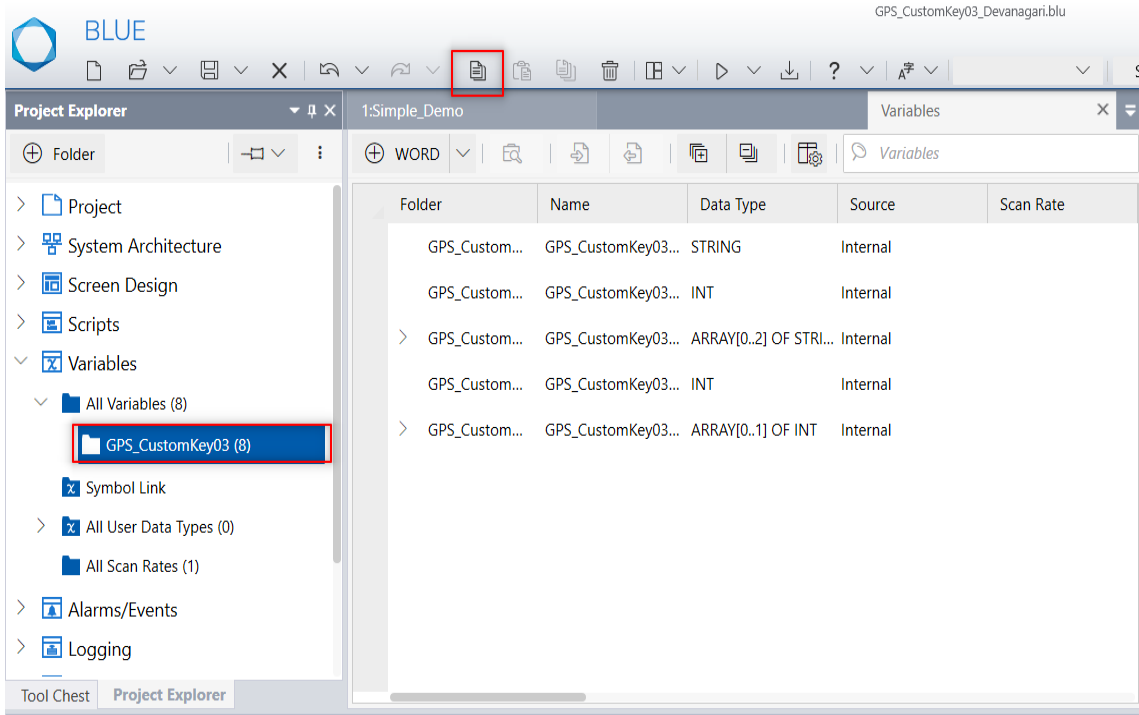 GPS_CustomKey03_Devanagari.blu
BLUE
Project Explorer
1:Simple_Demo
Variables
Folder
WORD
Variables
Folder Name Data Type Source Scan Rate
GPS_Custom... GPS_CustomKey03... STRING Internal
GPS_Custom... GPS_CustomKey03... INT Internal
GPS_Custom... GPS_CustomKey03... ARRAY[0..2] OF STRI... Internal
GPS_Custom... GPS_CustomKey03... INT Internal
GPS_Custom... GPS_CustomKey03... ARRAY[0..1] OF INT Internal
Project
System Architecture
Screen Design
Scripts
Variables
All Variables (8)
GPS_CustomKey03 (8)
Symbol Link
All User Data Types (0)
All Scan Rates (1)
Alarms/Events
Logging
Tool Chest Project Explorer